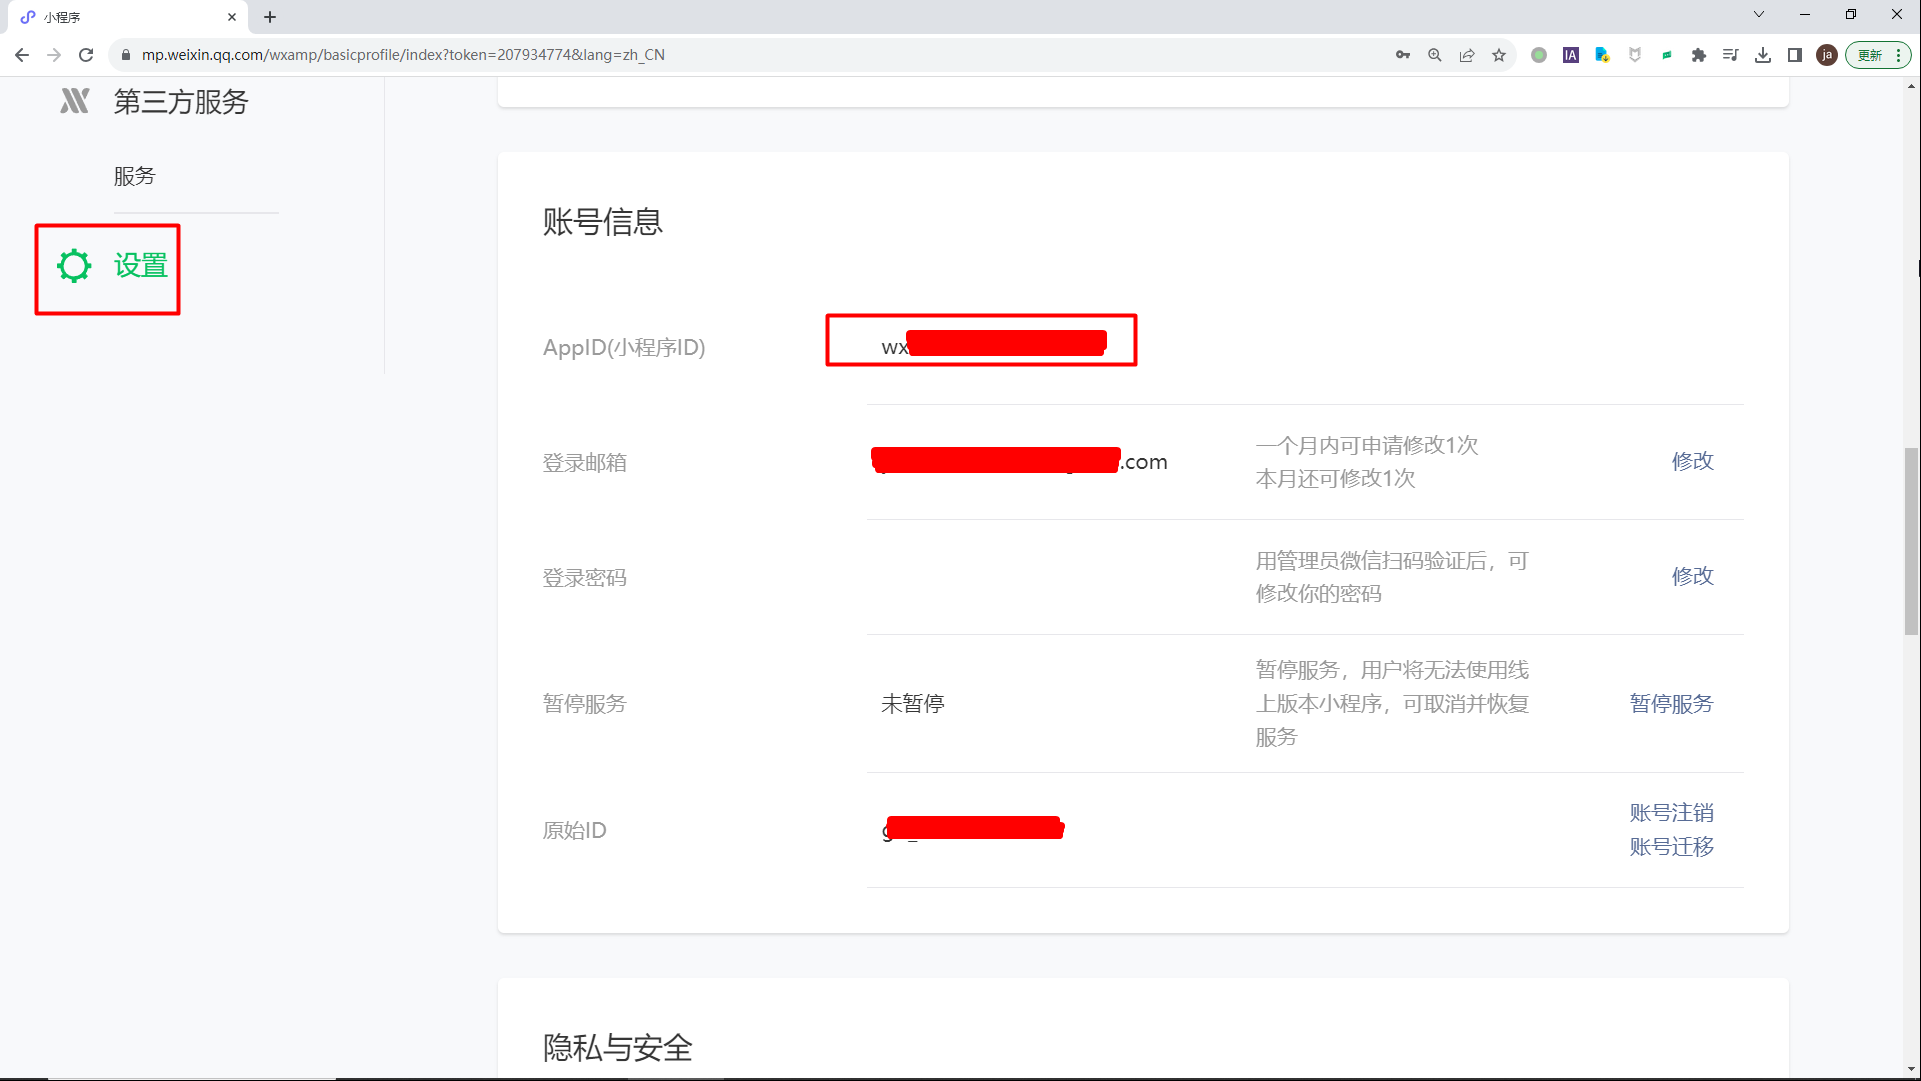 小程序
mp.weixin.qq.com/wxamp/basicprofile/index?token=207934774&lang=zh_CN
IA
ja
更新
第三方服务
服务
设置
账号信息
AppID(小程序ID)
wx
登录邮箱
.com
一个月内可申请修改1次
本月还可修改1次
修改
登录密码
用管理员微信扫码验证后，可
修改你的密码
修改
暂停服务
未暂停
暂停服务，用户将无法使用线
上版本小程序，可取消并恢复
服务
暂停服务
原始ID
账号注销
账号迁移
隐私与安全